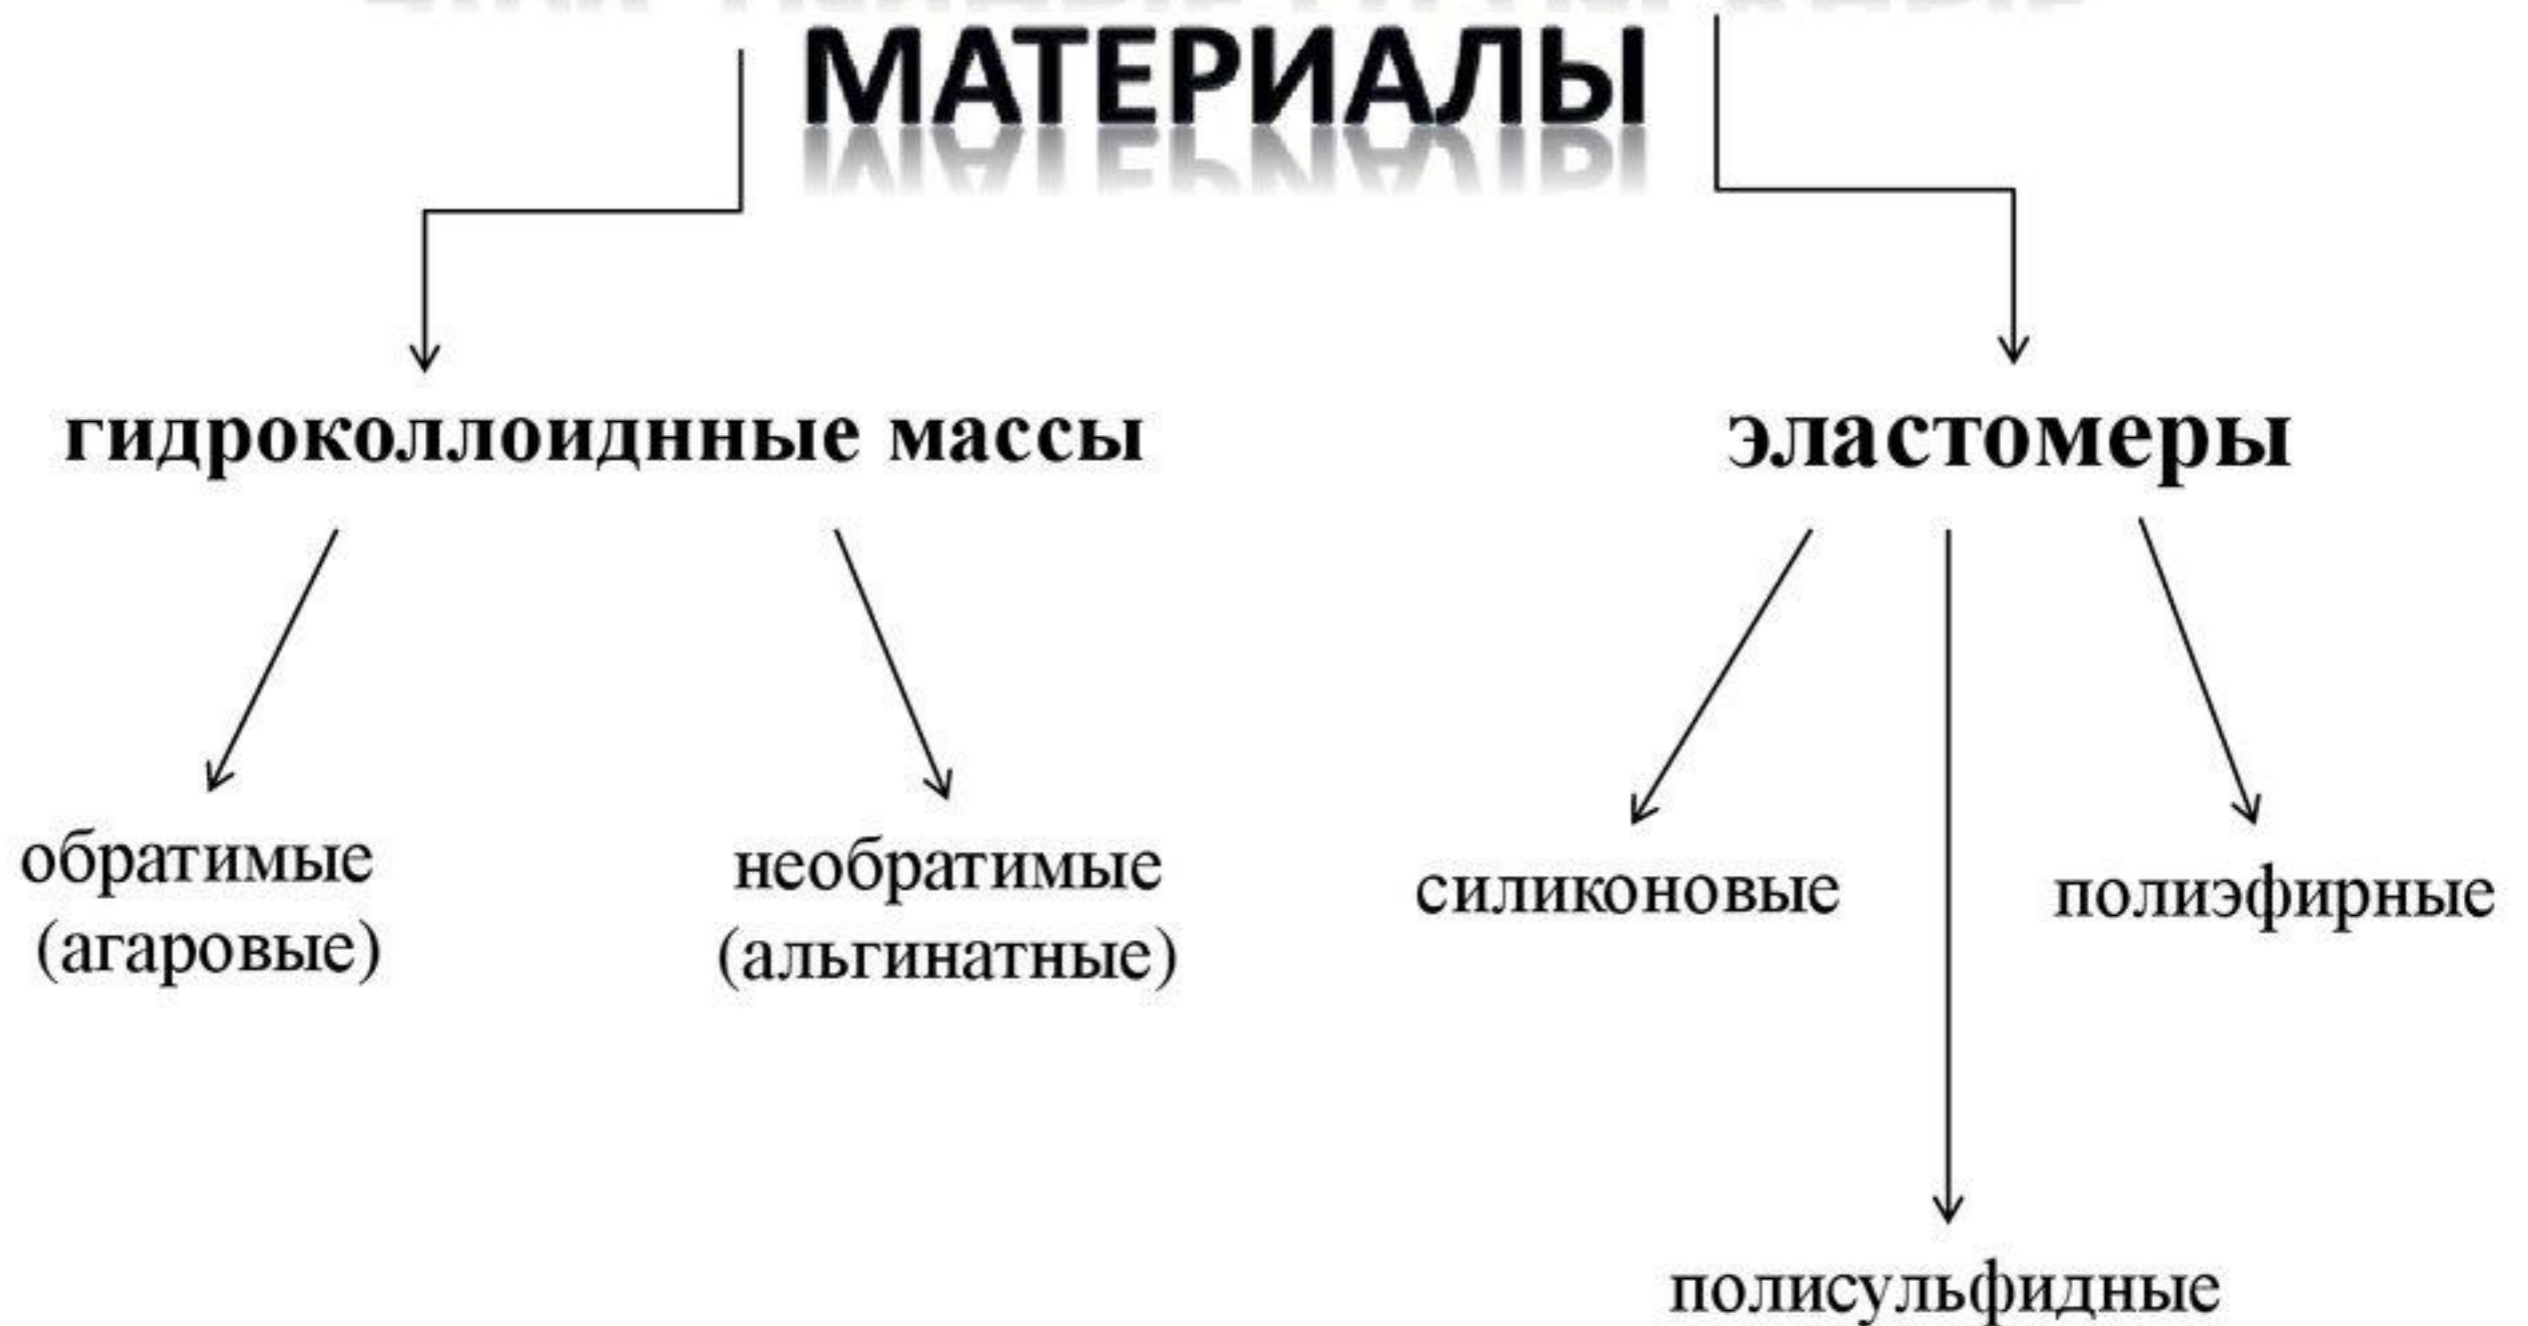 МАТЕРИАЛЫ
гидроколлоиднные массы
эластомеры
обратимые
(агаровые)
необратимые
(альгинатные)
силиконовые
полиэфирные
полисульфидные